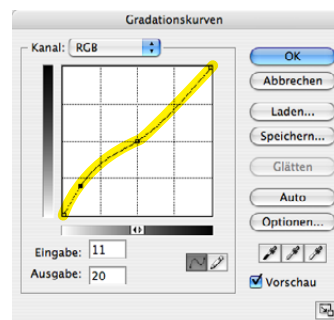 Gradationskurven
Kanal: RGB
OK
Abbrechen
Laden...
Speichern...
Glätten
Auto
Optionen...
Eingabe: 11
Ausgabe: 20
Vorschau